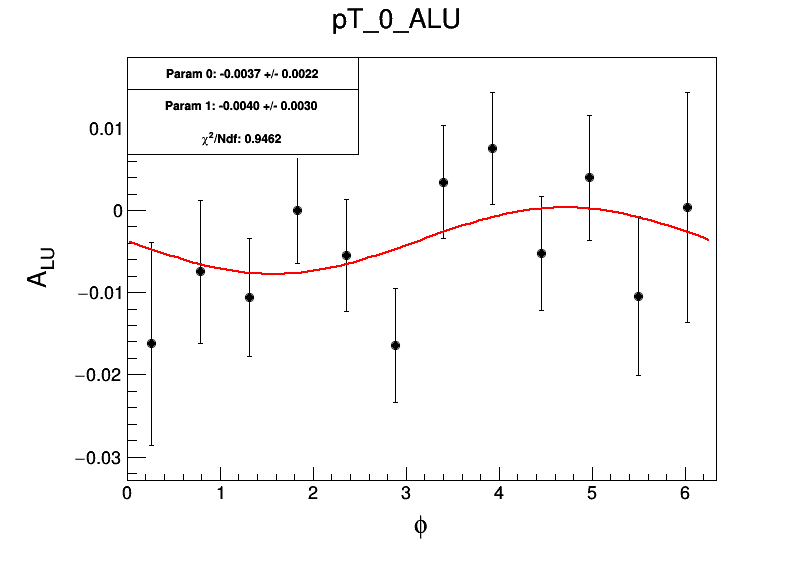 pT_0_ALU
Param 0: -0.0037 +/- 0.0022
Param 1: -0.0040 +/- 0.0030
χ²/Ndf: 0.9462
0.01
0
−0.01
−0.02
−0.03
A_LU
0 1 2 3 4 5 6
ϕ